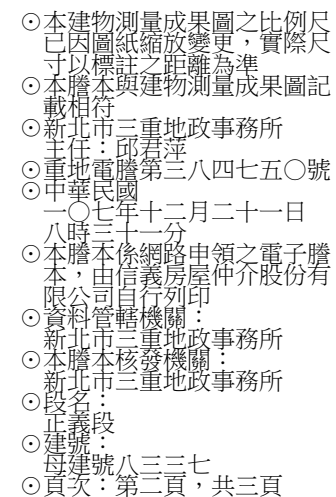 ⊙本建物測量成果圖之比例尺
已因圖紙縮放變更，實際尺
寸以標註之距離為準
⊙本謄本與建物測量成果圖記
載相符
⊙新北市三重地政事務所
主任：邱君萍
⊙重地電謄第三八四七五○號
⊙中華民國
一○七年十二月二十一日
八時三十一分
⊙本謄本係網路申領之電子謄
本，由信義房屋仲介股份有
限公司自行列印
⊙資料管轄機關：
新北市三重地政事務所
⊙本謄本核發機關：
新北市三重地政事務所
⊙段名：
正義段
⊙建號：
母建號八三三七
⊙頁次：第二頁，共三頁